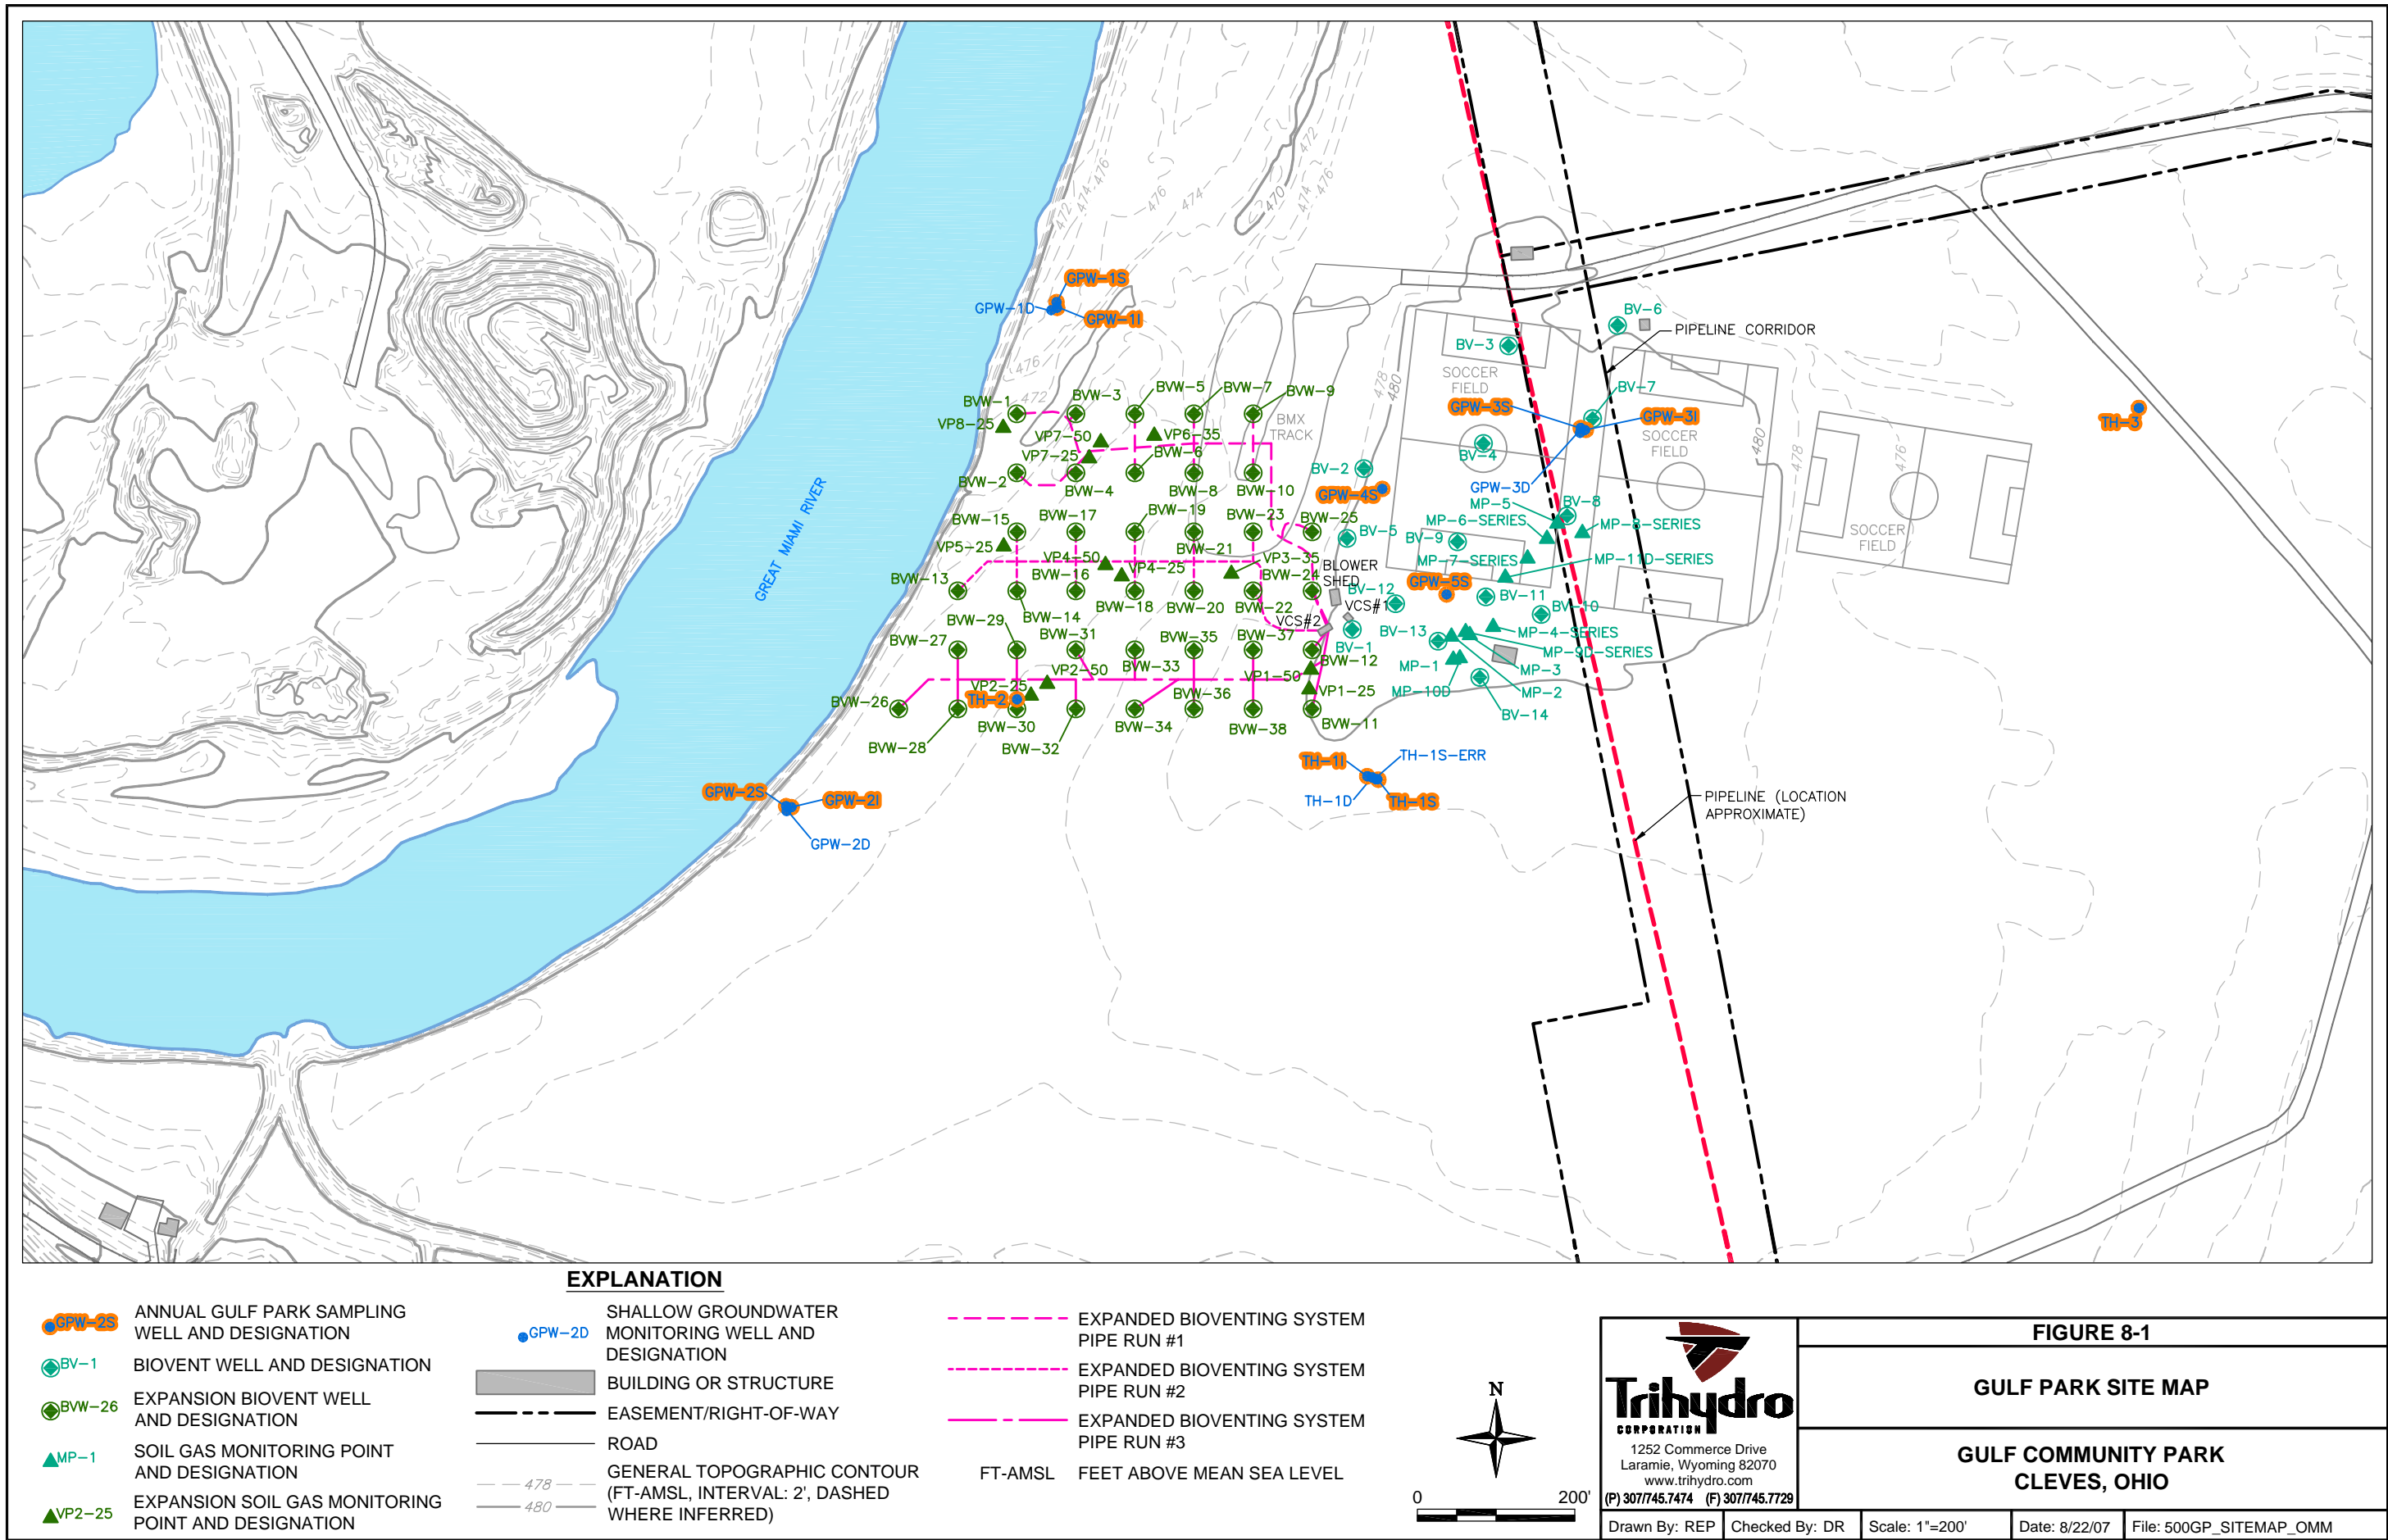 472
474
476
476
474
470
472
474
476
GPW-1S
GPW-1D
GPW-1I
476
472
BV-6
PIPELINE CORRIDOR
BV-3
SOCCER
FIELD
478
480
BV-7
GPW-3S
GPW-3I
SOCCER
FIELD
TH-3
BVW-1
BVW-3
BVW-5
BVW-7
BVW-9
VP8-25
VP7-50
VP6-35
BMX
TRACK
VP7-25
BVW-6
BV-4
BV-2
BVW-2
BVW-4
BVW-8
BVW-10
GPW-4S
GPW-3D
480
478
476
GREAT MIAMI RIVER
BVW-15
BVW-17
BVW-19
BVW-23
BVW-25
MP-5
BV-8
MP-6-SERIES
MP-8-SERIES
SOCCER
FIELD
VP5-25
VP4-50
BVW-21
VP3-35
BV-5
BV-9
MP-7-SERIES
MP-11D-SERIES
BVW-13
BVW-16
VP4-25
BVW-24
BLOWER
SHED
BV-12
GPW-5S
BVW-14
BVW-18
BVW-20
BVW-22
VCS#1
BV-11
BV-10
VCS#2
BVW-27
BVW-29
BVW-31
BVW-35
BVW-37
BV-1
BV-13
MP-4-SERIES
BVW-33
BVW-12
MP-9D-SERIES
MP-1
MP-3
VP2-50
VP1-50
VP2-25
BVW-36
VP1-25
MP-10D
MP-2
BVW-26
TH-2
BVW-30
BVW-34
BVW-38
BVW-11
BV-14
BVW-28
BVW-32
TH-1I
TH-1S-ERR
TH-1D
TH-1S
GPW-2S
GPW-2I
GPW-2D
PIPELINE (LOCATION
APPROXIMATE)
EXPLANATION
GPW-2S
ANNUAL GULF PARK SAMPLING
WELL AND DESIGNATION
BV-1
BIOVENT WELL AND DESIGNATION
BVW-26
EXPANSION BIOVENT WELL
AND DESIGNATION
MP-1
SOIL GAS MONITORING POINT
AND DESIGNATION
VP2-25
EXPANSION SOIL GAS MONITORING
POINT AND DESIGNATION
GPW-2D
SHALLOW GROUNDWATER
MONITORING WELL AND
DESIGNATION
BUILDING OR STRUCTURE
EASEMENT/RIGHT-OF-WAY
ROAD
478
480
GENERAL TOPOGRAPHIC CONTOUR
(FT-AMSL, INTERVAL: 2', DASHED
WHERE INFERRED)
EXPANDED BIOVENTING SYSTEM
PIPE RUN #1
EXPANDED BIOVENTING SYSTEM
PIPE RUN #2
EXPANDED BIOVENTING SYSTEM
PIPE RUN #3
FT-AMSL FEET ABOVE MEAN SEA LEVEL
N
0 200'
Trihydro
CORPORATION
1252 Commerce Drive
Laramie, Wyoming 82070
www.trihydro.com
(P) 307/745.7474 (F) 307/745.7729
FIGURE 8-1
GULF PARK SITE MAP
GULF COMMUNITY PARK
CLEVES, OHIO
Drawn By: REP
Checked By: DR
Scale: 1"=200'
Date: 8/22/07
File: 500GP_SITEMAP_OMM